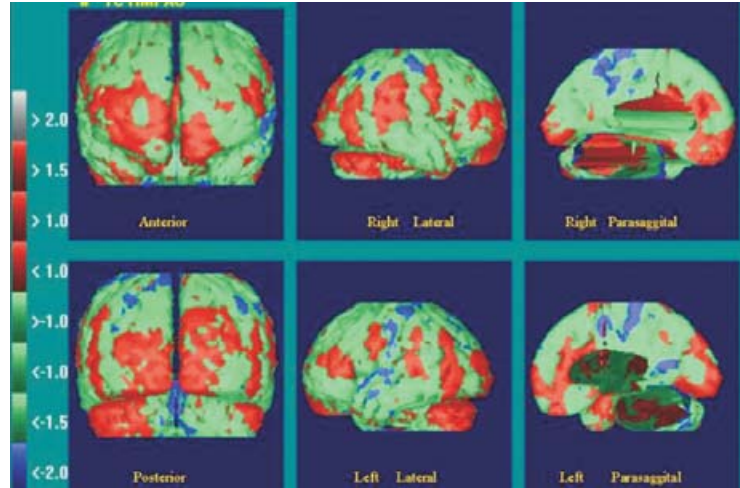 > 2.0
> 1.5
> 1.0
< 1.0
>-1.0
<-1.0
<-1.5
<-2.0
Anterior
Right Lateral
Right Parasaggital
Posterior
Left Lateral
Left Parasaggital